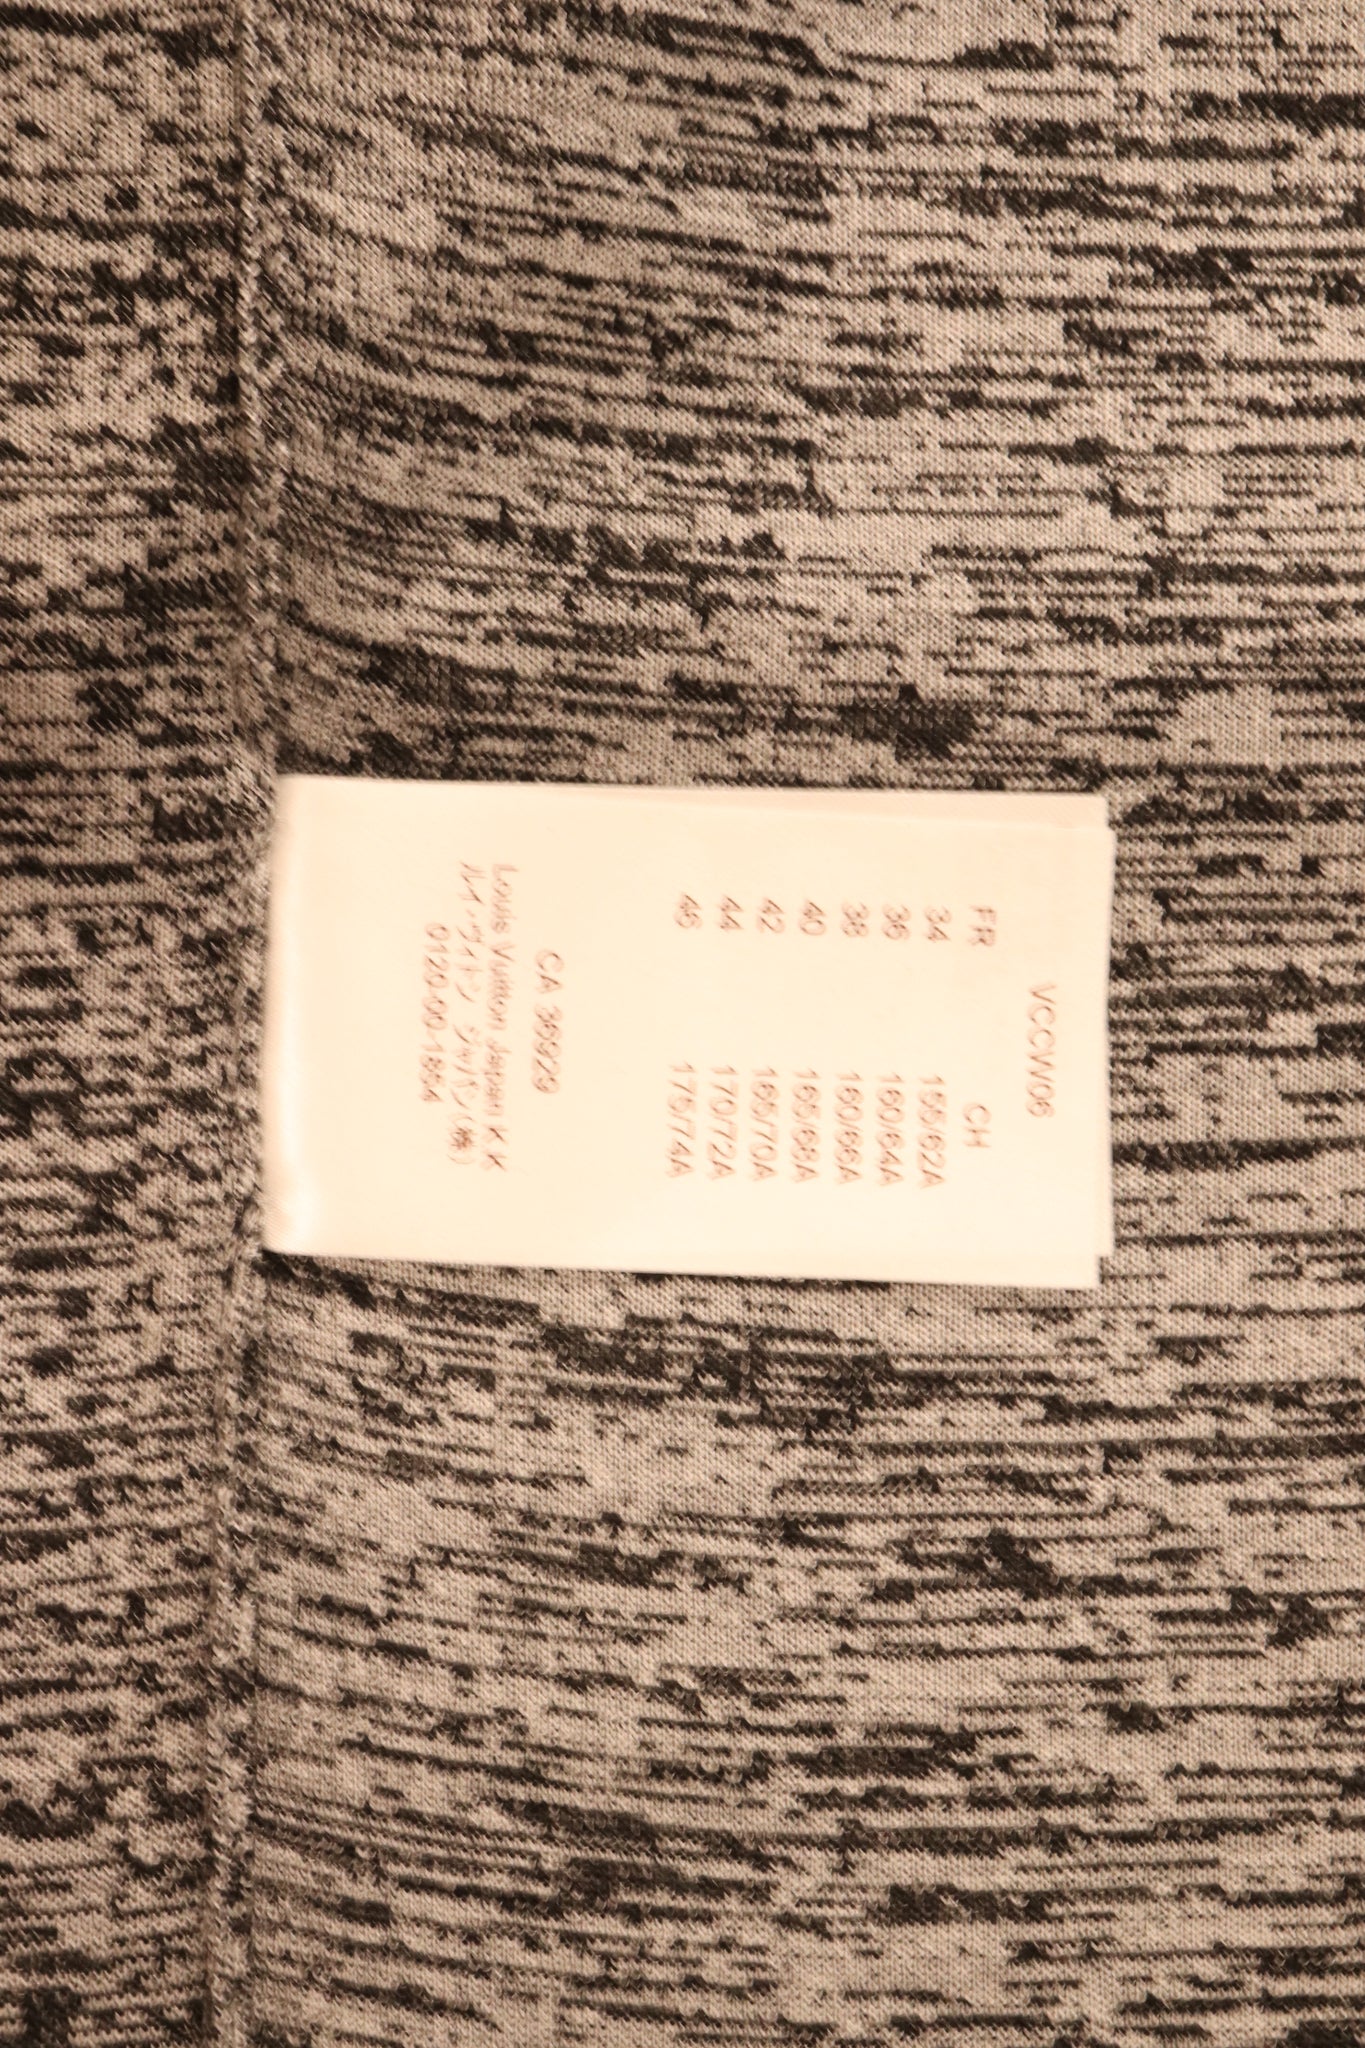 VCCW06
FR CH
34 155/62A
36 160/64A
38 160/66A
40 165/68A
42 165/70A
44 170/72A
46 175/74A
CA 36929
Louis Vuitton Japan K K
ルイ・ヴィトン ジャパン(株)
0120-00-1854